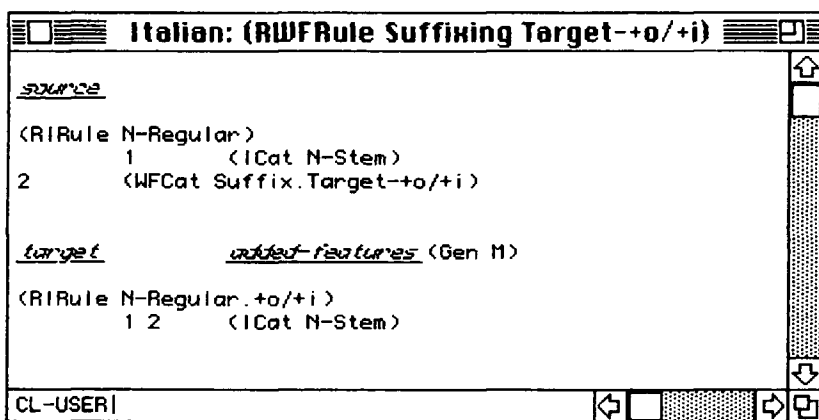 Italian: (RWFRule Suffixing Target-+o/+i)
source
(RIRule N-Regular)
1 (ICat N-Stem)
2 (WFCat Suffix.Target-+o/+i)
target added-features (Gen M)
(RIRule N-Regular.+o/+i)
1 2 (ICat N-Stem)
CL-USER|